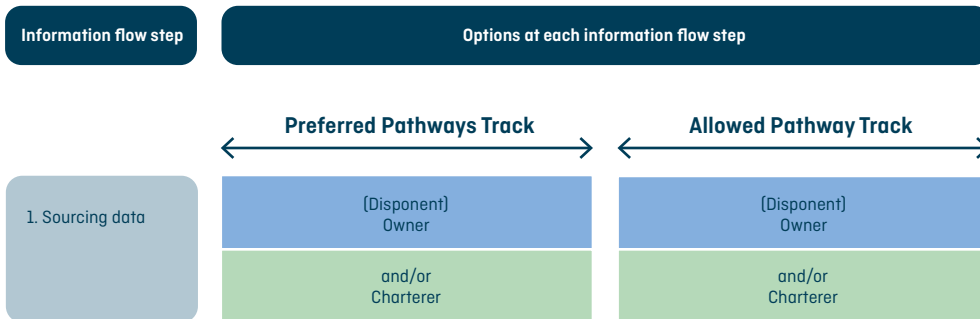 Information flow step
Options at each information flow step
Preferred Pathways Track
Allowed Pathway Track
1. Sourcing data
(Disponent)
Owner
(Disponent)
Owner
and/or
Charterer
and/or
Charterer